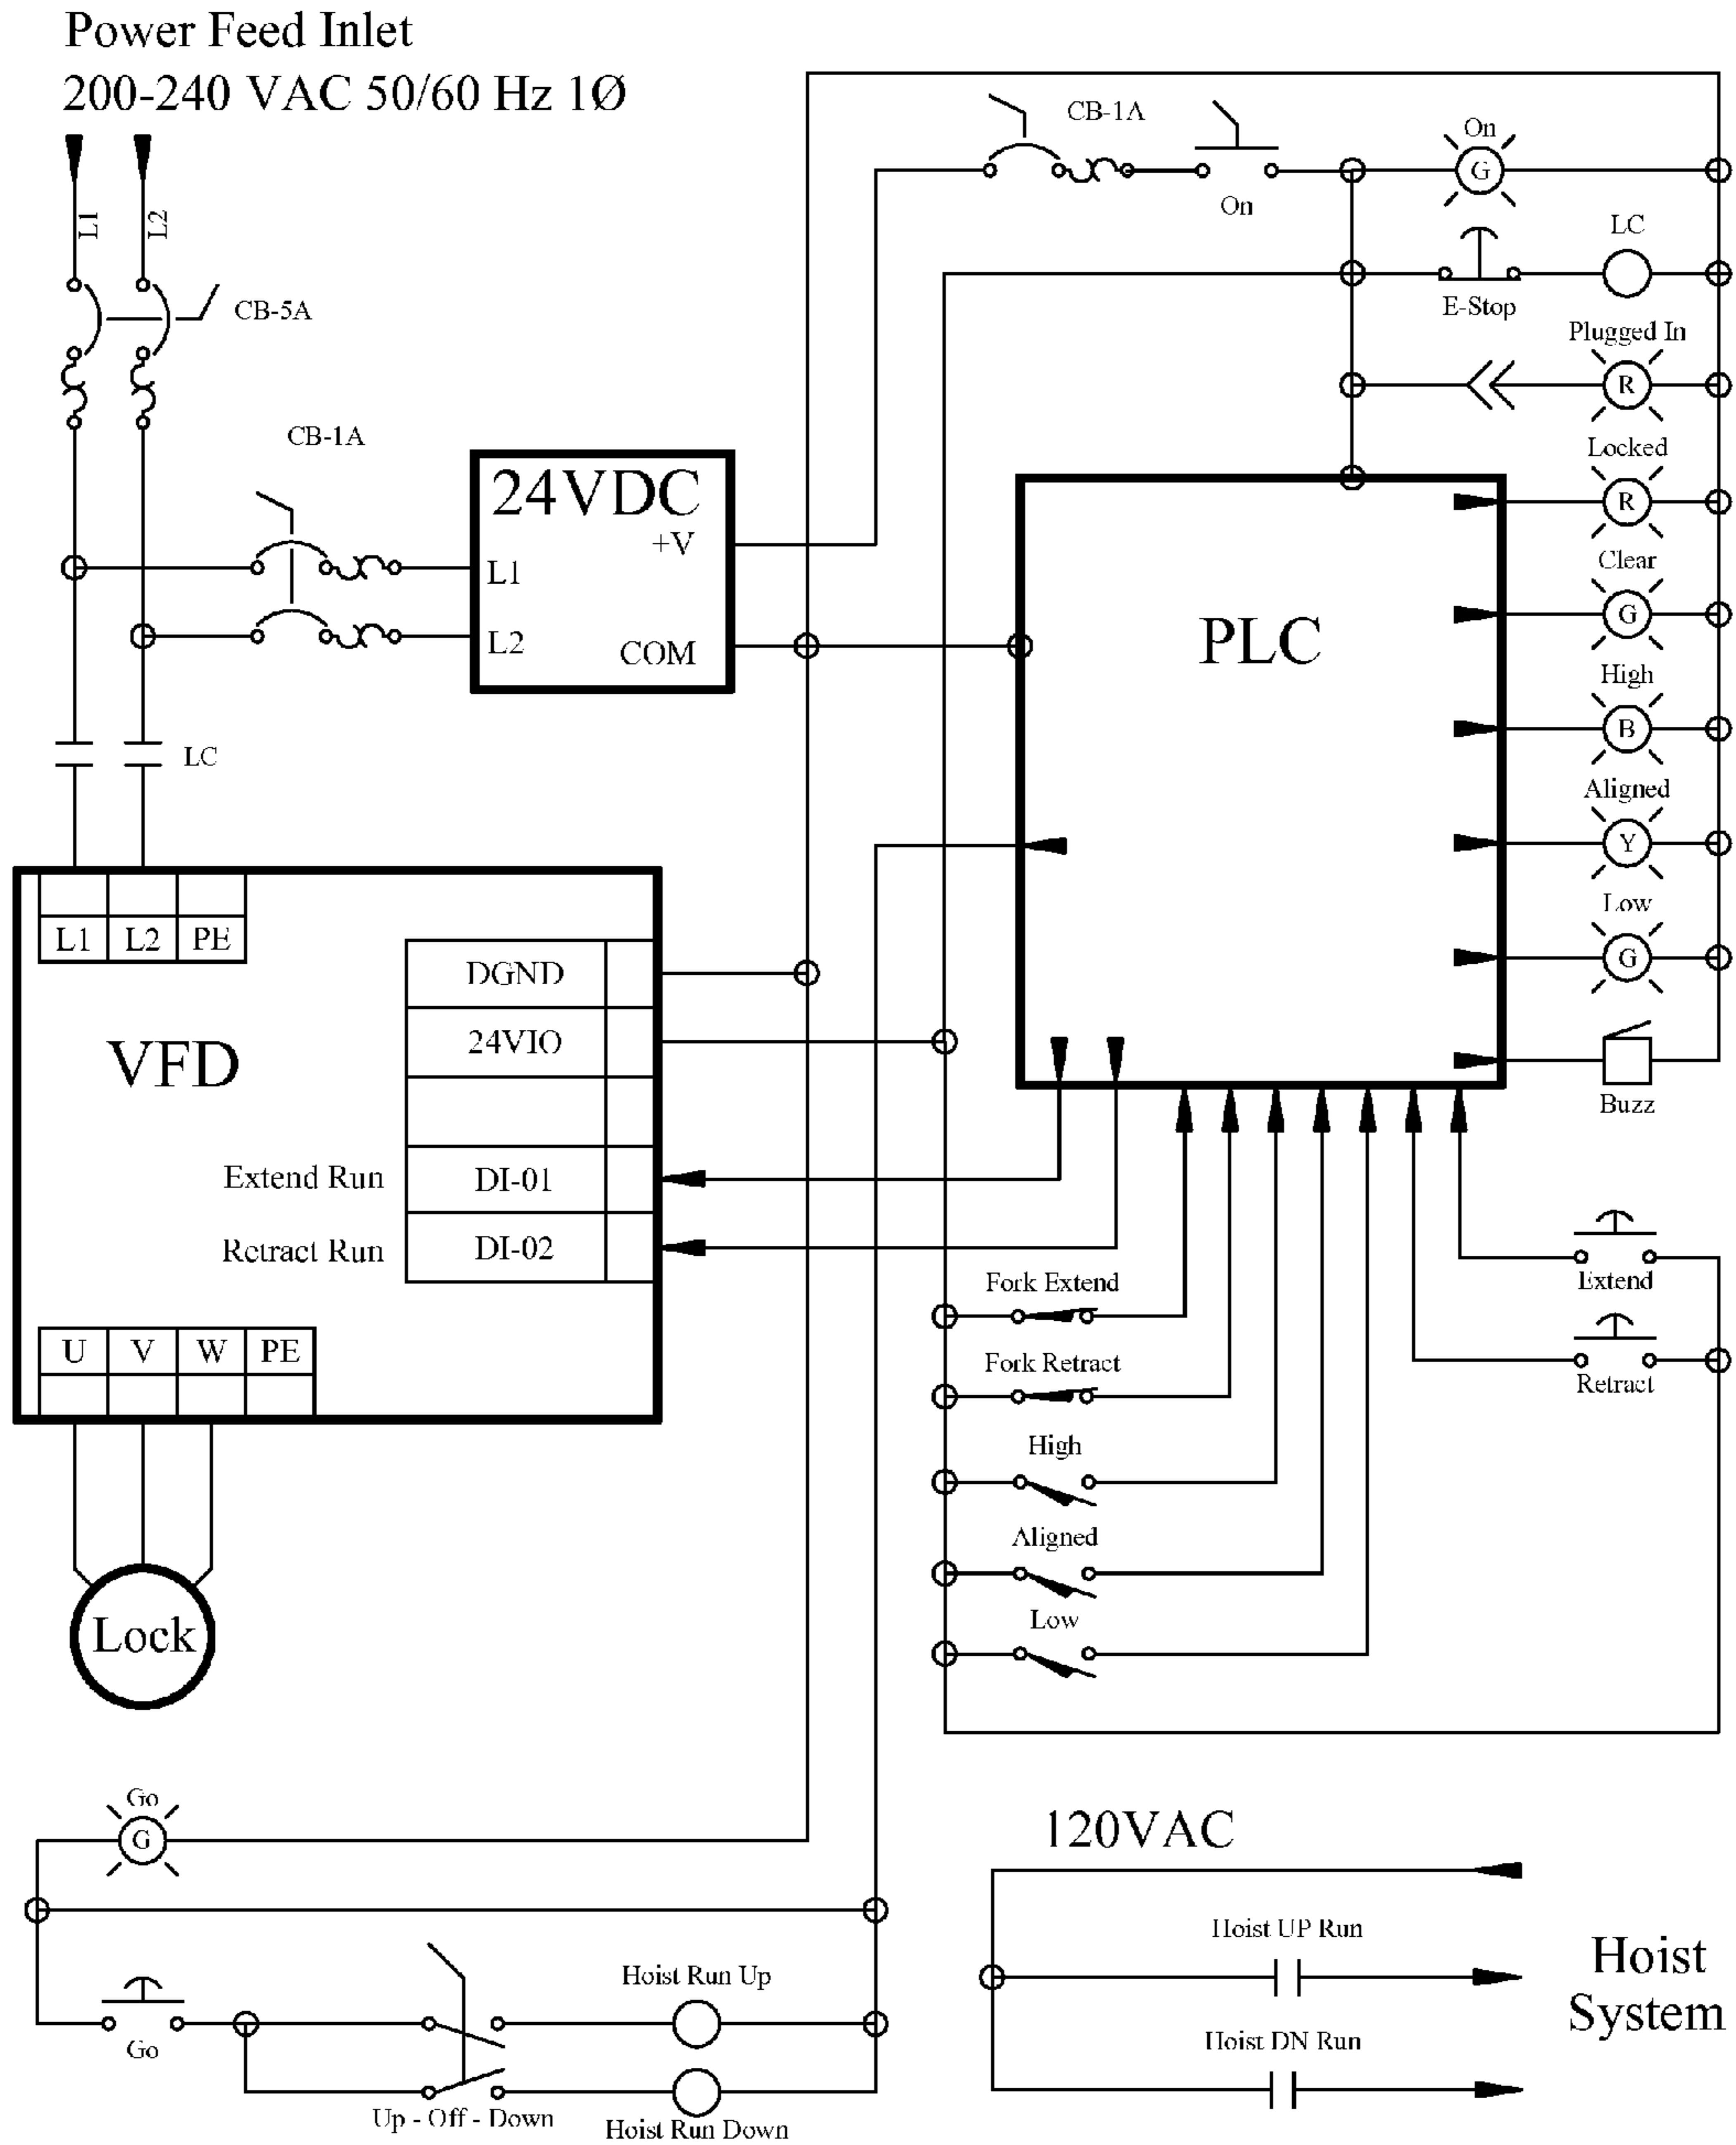 Power Feed Inlet
200-240 VAC 50/60 Hz 1Ø
L1
L2
CB-5A
CB-1A
24VDC
+V
L1
L2
COM
LC
CB-1A
On
On
G
E-Stop
LC
Plugged In
R
Locked
R
Clear
G
High
B
Aligned
Y
Low
G
Buzz
PLC
L1
L2
PE
DGND
24VIO
VFD
Extend Run
DI-01
Retract Run
DI-02
U
V
W
PE
Lock
Fork Extend
Fork Retract
High
Aligned
Low
Extend
Retract
Go
G
Go
Up - Off - Down
Hoist Run Up
Hoist Run Down
120VAC
Hoist UP Run
Hoist DN Run
Hoist
System